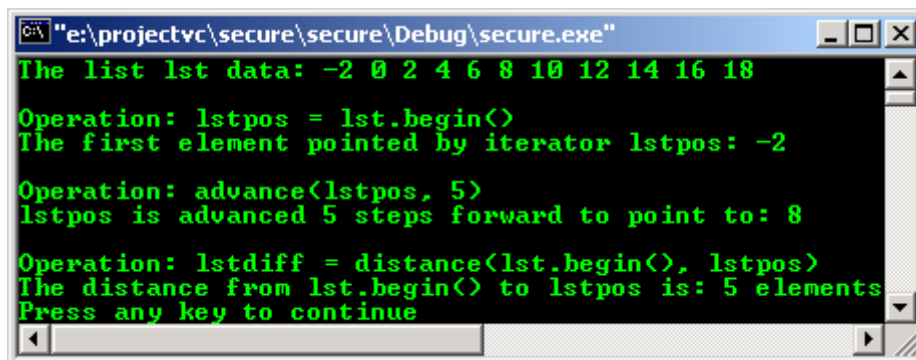 "e:\projectvc\secure\secure\Debug\secure.exe"
The list lst data: -2 0 2 4 6 8 10 12 14 16 18
Operation: lstpos = lst.begin()
The first element pointed by iterator lstpos: -2
Operation: advance(lstpos, 5)
lstpos is advanced 5 steps forward to point to: 8
Operation: lstdiff = distance(lst.begin(), lstpos)
The distance from lst.begin() to lstpos is: 5 elements
Press any key to continue